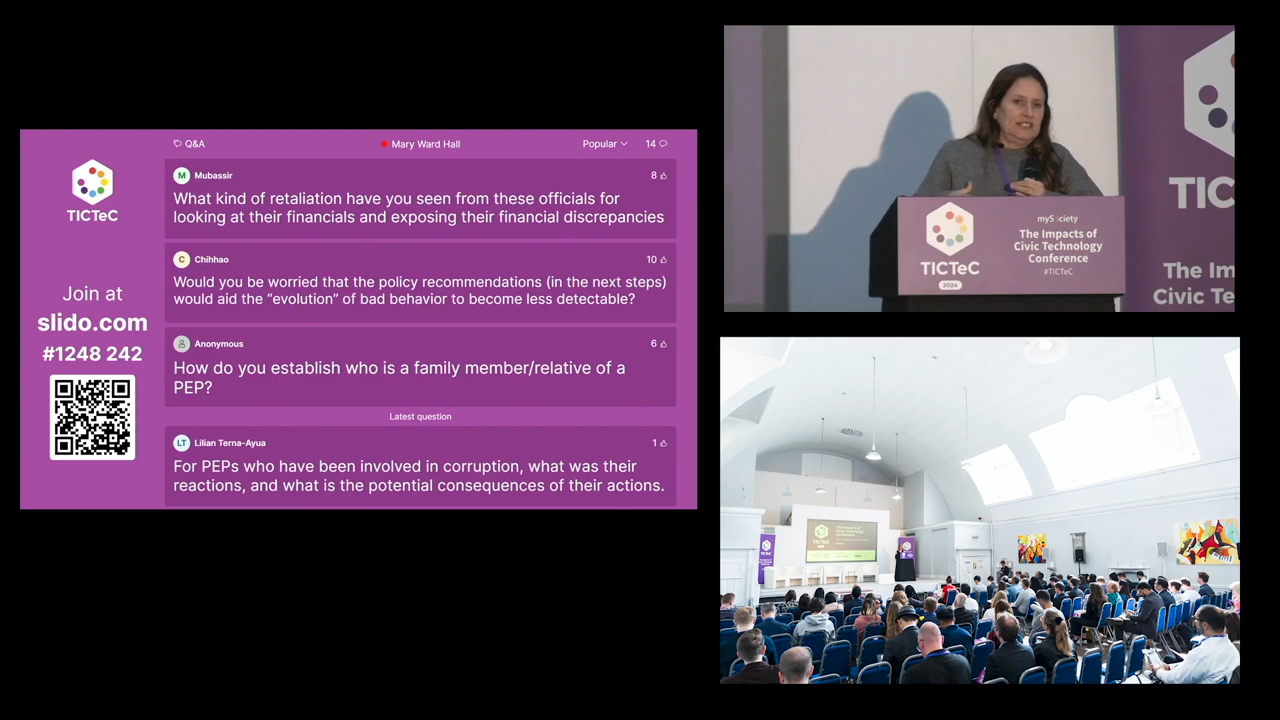 Q&A
Mary Ward Hall
Popular
14
M
Mubassir
8
What kind of retaliation have you seen from these officials for
looking at their financials and exposing their financial discrepancies
C
Chihhao
10
Would you be worried that the policy recommendations (in the next steps)
would aid the “evolution” of bad behavior to become less detectable?
Anonymous
6
How do you establish who is a family member/relative of a
PEP?
Latest question
LT
Lilian Terna-Ayua
1
For PEPs who have been involved in corruption, what was their
reactions, and what is the potential consequences of their actions.
TICTeC
Join at
slido.com
#1248 242
TICTeC
2024
The Impacts of
Civic Technology
Conference
#TICTeC
TIC
The Im
Civic Te
TICTeC